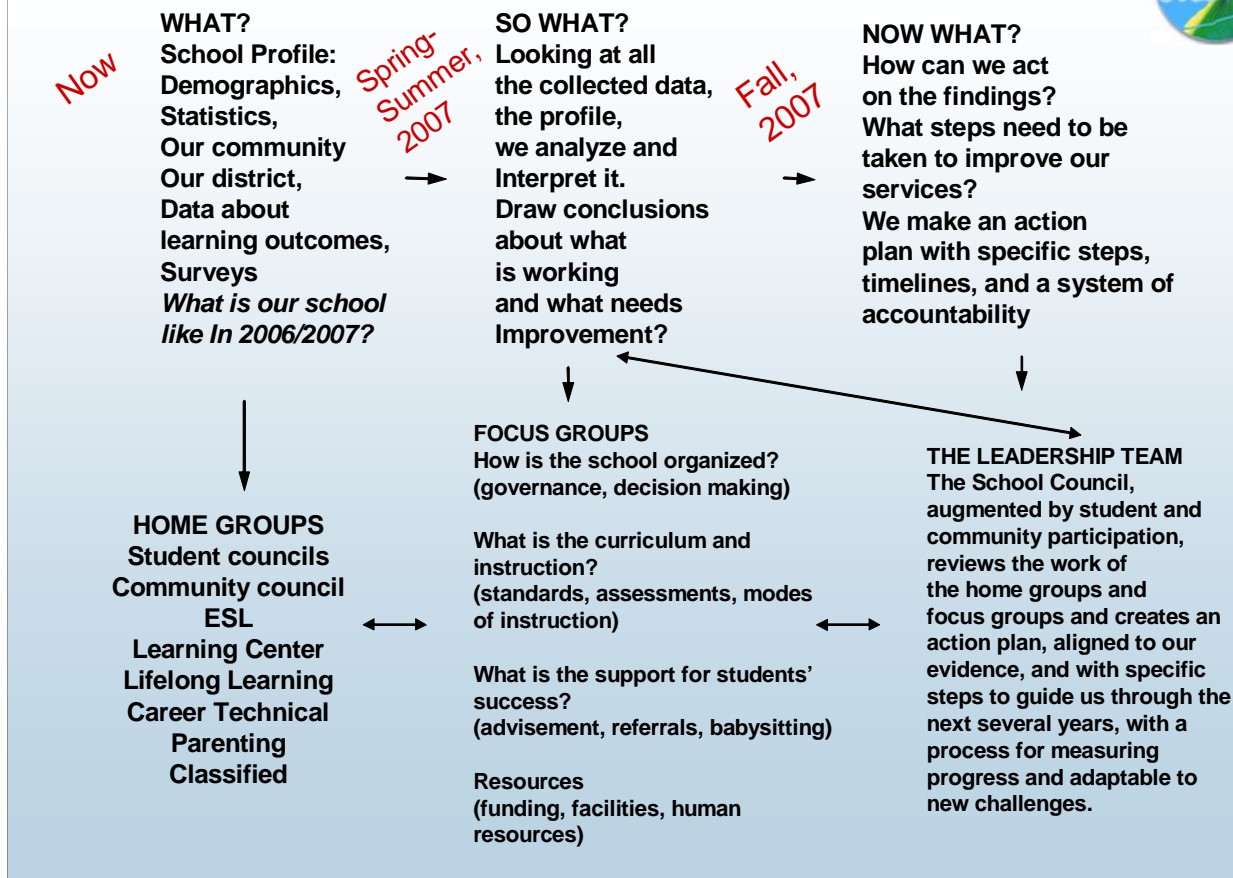 Now
WHAT?
School Profile:
Demographics,
Statistics,
Our community
Our district,
Data about
learning outcomes,
Surveys
What is our school
like In 2006/2007?
Spring-
Summer,
2007
SO WHAT?
Looking at all
the collected data,
the profile,
we analyze and
Interpret it.
Draw conclusions
about what
is working
and what needs
Improvement?
Fall,
2007
NOW WHAT?
How can we act
on the findings?
What steps need to be
taken to improve our
services?
We make an action
plan with specific steps,
timelines, and a system of
accountability
HOME GROUPS
Student councils
Community council
ESL
Learning Center
Lifelong Learning
Career Technical
Parenting
Classified
FOCUS GROUPS
How is the school organized?
(governance, decision making)
What is the curriculum and
instruction?
(standards, assessments, modes
of instruction)
What is the support for students’
success?
(advisement, referrals, babysitting)
Resources
(funding, facilities, human
resources)
THE LEADERSHIP TEAM
The School Council,
augmented by student and
community participation,
reviews the work of
the home groups and
focus groups and creates an
action plan, aligned to our
evidence, and with specific
steps to guide us through the
next several years, with a
process for measuring
progress and adaptable to
new challenges.